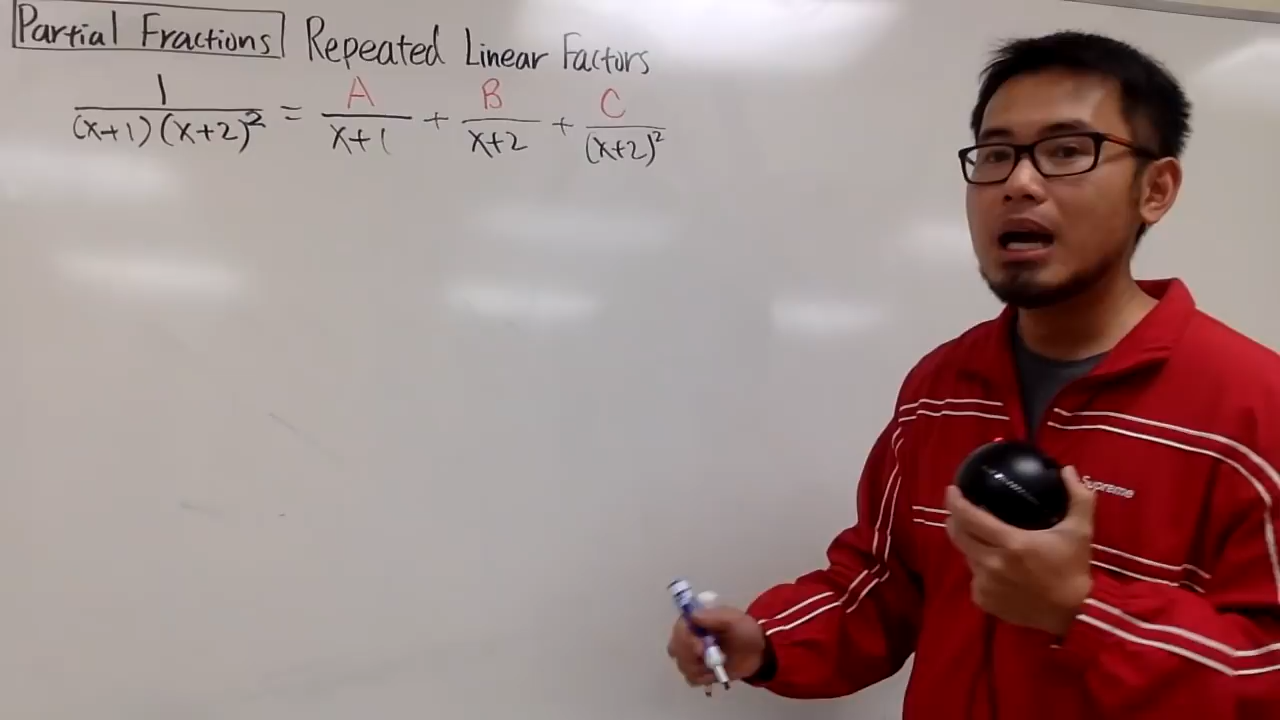 Partial Fractions Repeated Linear Factors
1/((x+1)(x+2)²) = A/(x+1) + B/(x+2) + C/(x+2)²
Supreme